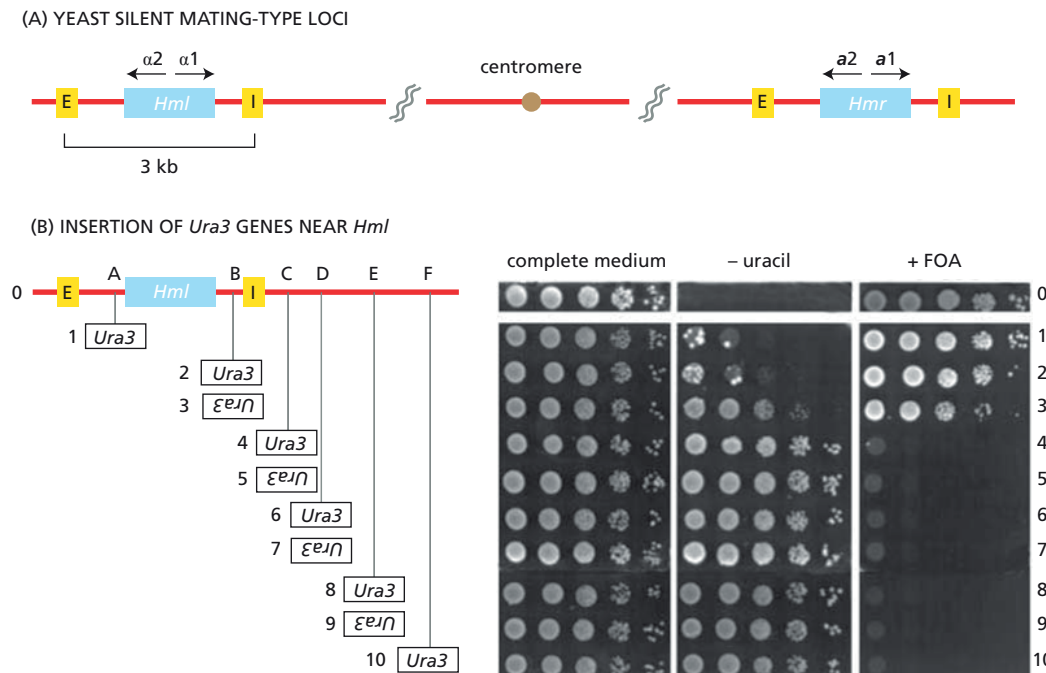 (A) YEAST SILENT MATING-TYPE LOCI
α2 α1 centromere a2 a1
E Hml I E Hmr I
3 kb
(B) INSERTION OF Ura3 GENES NEAR Hml
A B C D E F
0 E Hml I
1 Ura3
2 Ura3
3 Ura3
4 Ura3
5 Ura3
6 Ura3
7 Ura3
8 Ura3
9 Ura3
10 Ura3
complete medium – uracil + FOA
0
1
2
3
4
5
6
7
8
9
10